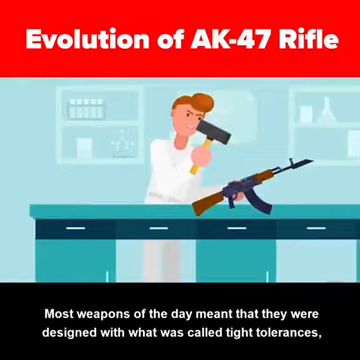 Evolution of AK-47 Rifle
Most weapons of the day meant that they were
designed with what was called tight tolerances,